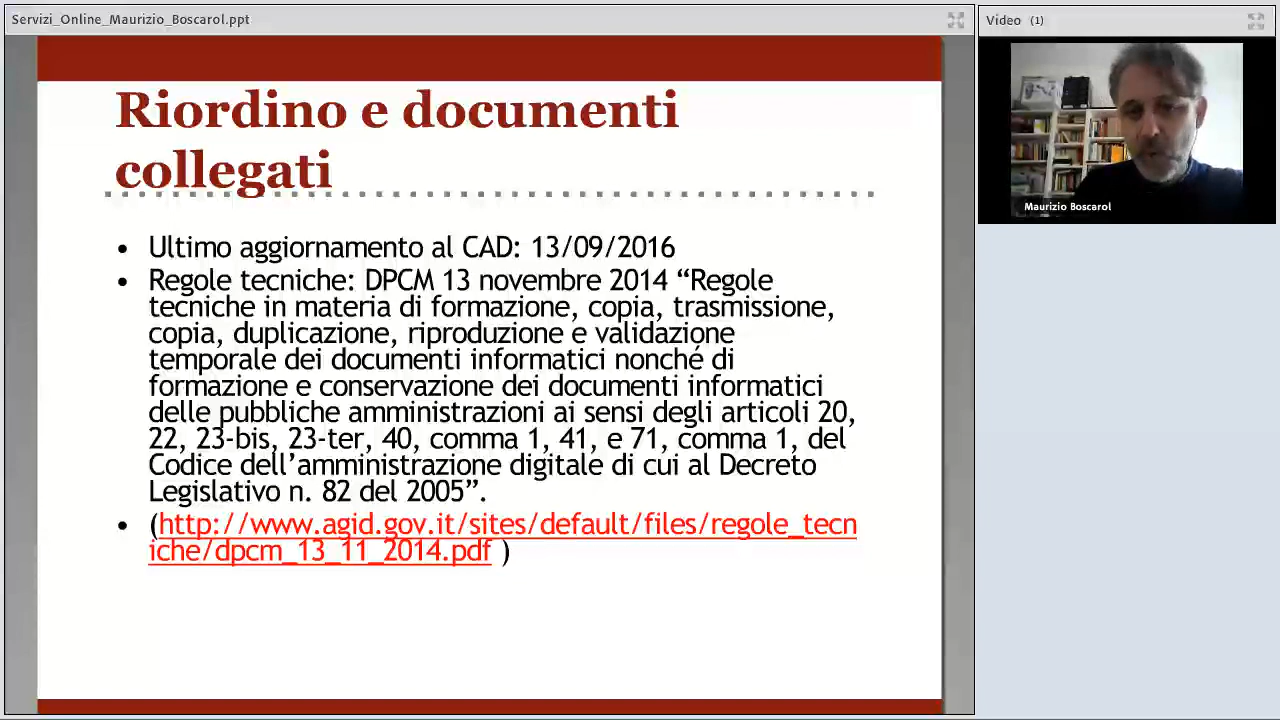 Servizi_Online_Maurizio_Boscarol.ppt
Video (1)
Riordino e documenti
collegati
• Ultimo aggiornamento al CAD: 13/09/2016
• Regole tecniche: DPCM 13 novembre 2014 “Regole
tecniche in materia di formazione, copia, trasmissione,
copia, duplicazione, riproduzione e validazione
temporale dei documenti informatici nonché di
formazione e conservazione dei documenti informatici
delle pubbliche amministrazioni ai sensi degli articoli 20,
22, 23-bis, 23-ter, 40, comma 1, 41, e 71, comma 1, del
Codice dell’amministrazione digitale di cui al Decreto
Legislativo n. 82 del 2005”.
• (http://www.agid.gov.it/sites/default/files/regole_tecn
iche/dpcm_13_11_2014.pdf )
Maurizio Boscarol